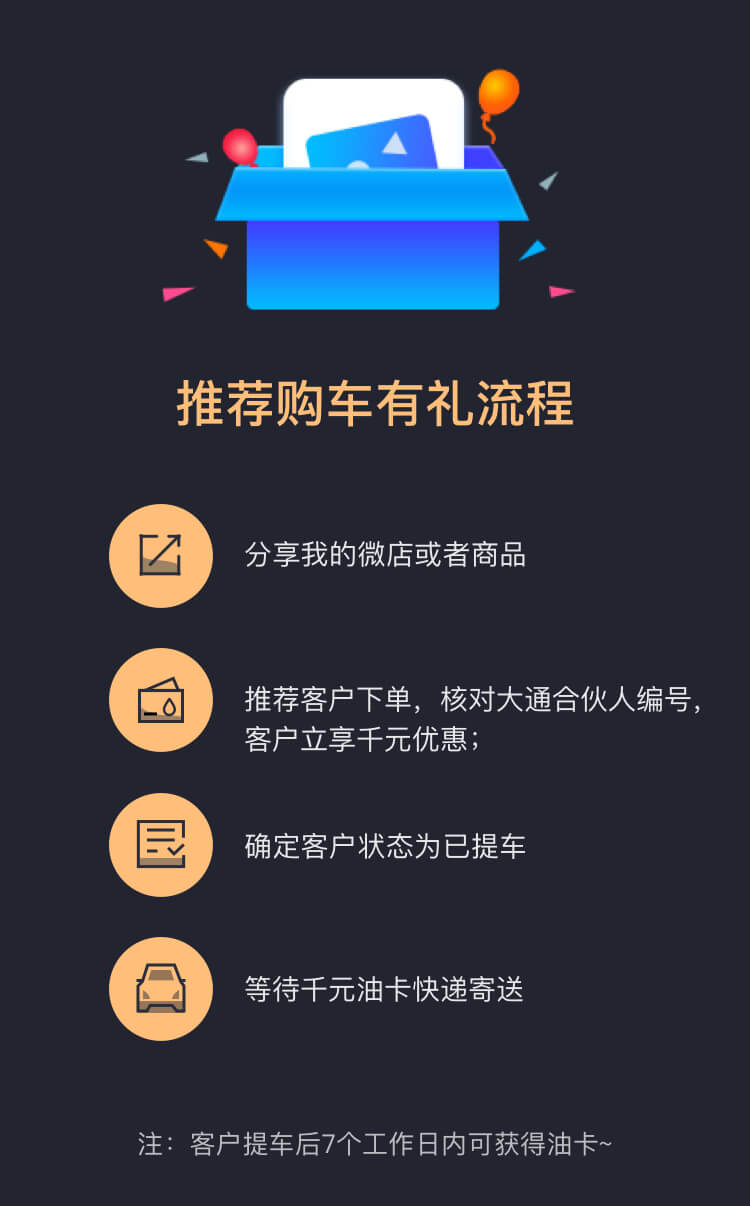 推荐购车有礼流程
分享我的微店或者商品
推荐客户下单，核对大通合伙人编号，
客户立享千元优惠；
确定客户状态为已提车
等待千元油卡快递寄送
注：客户提车后7个工作日内可获得油卡~